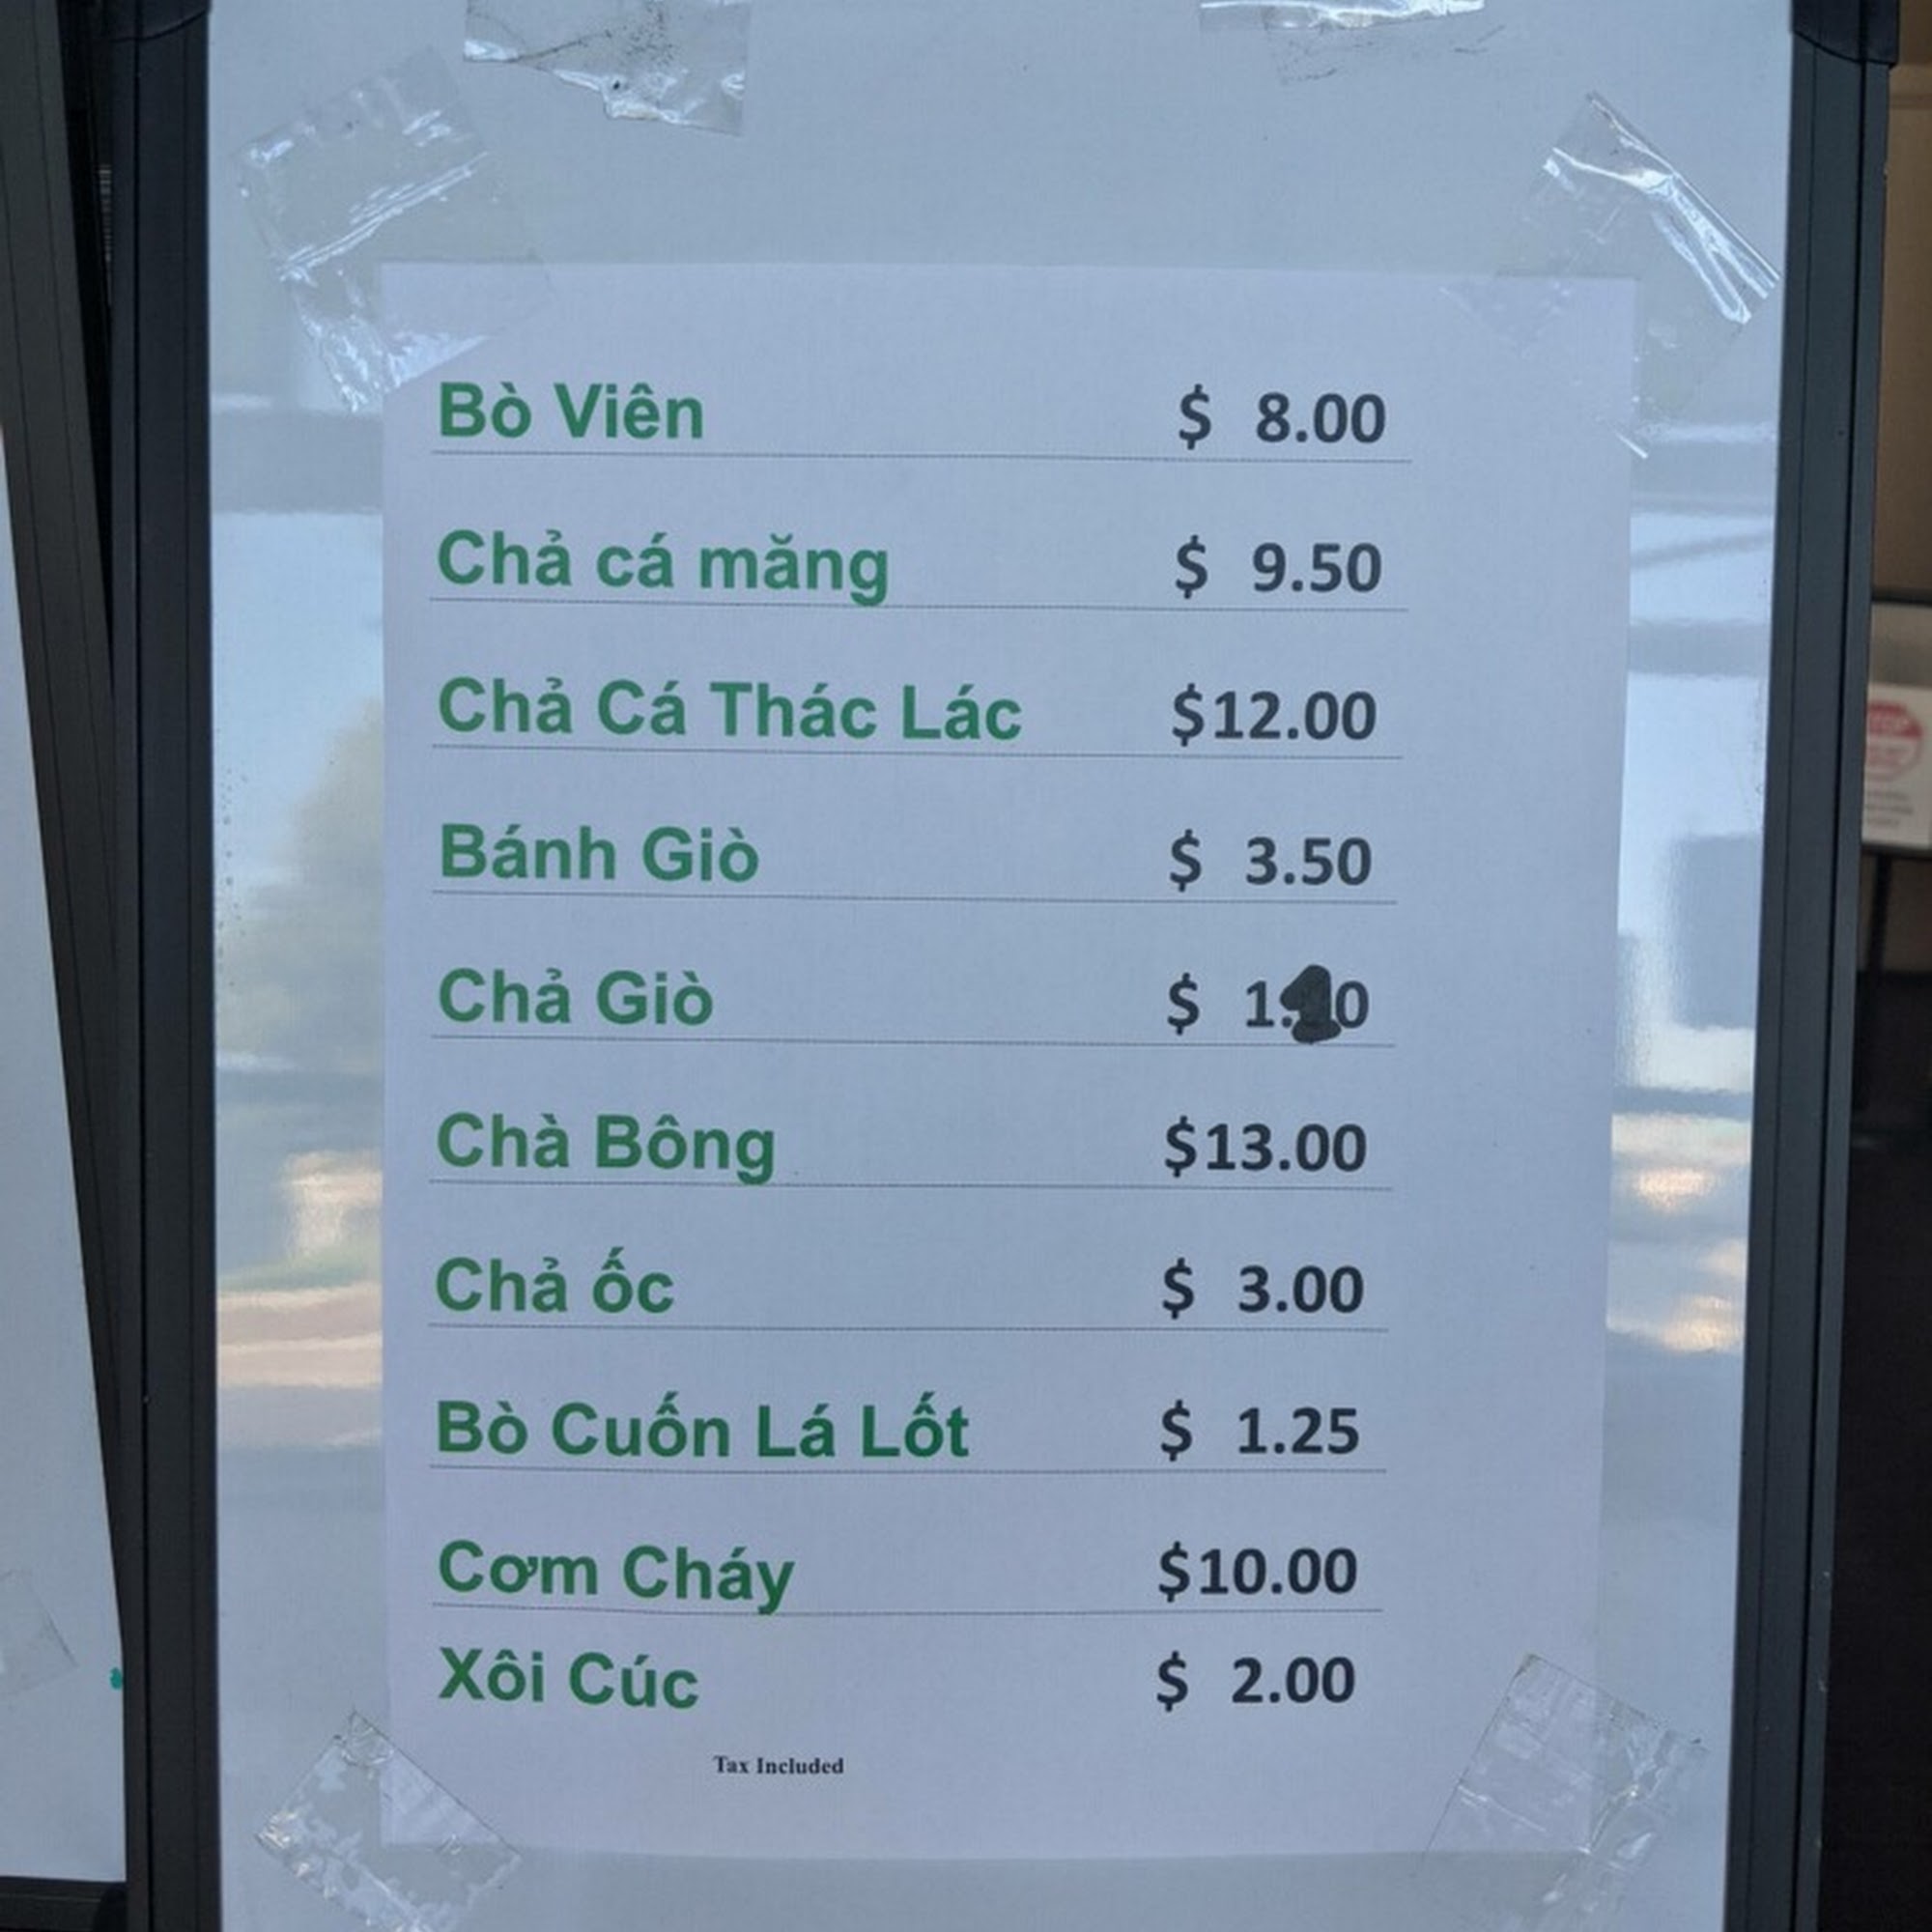 Bò Viên $ 8.00
Chả cá măng $ 9.50
Chả Cá Thác Lác $12.00
Bánh Giò $ 3.50
Chả Giò
Chà Bông $13.00
Chả ốc $ 3.00
Bò Cuốn Lá Lốt $ 1.25
Cơm Cháy $10.00
Xôi Cúc $ 2.00
Tax Included